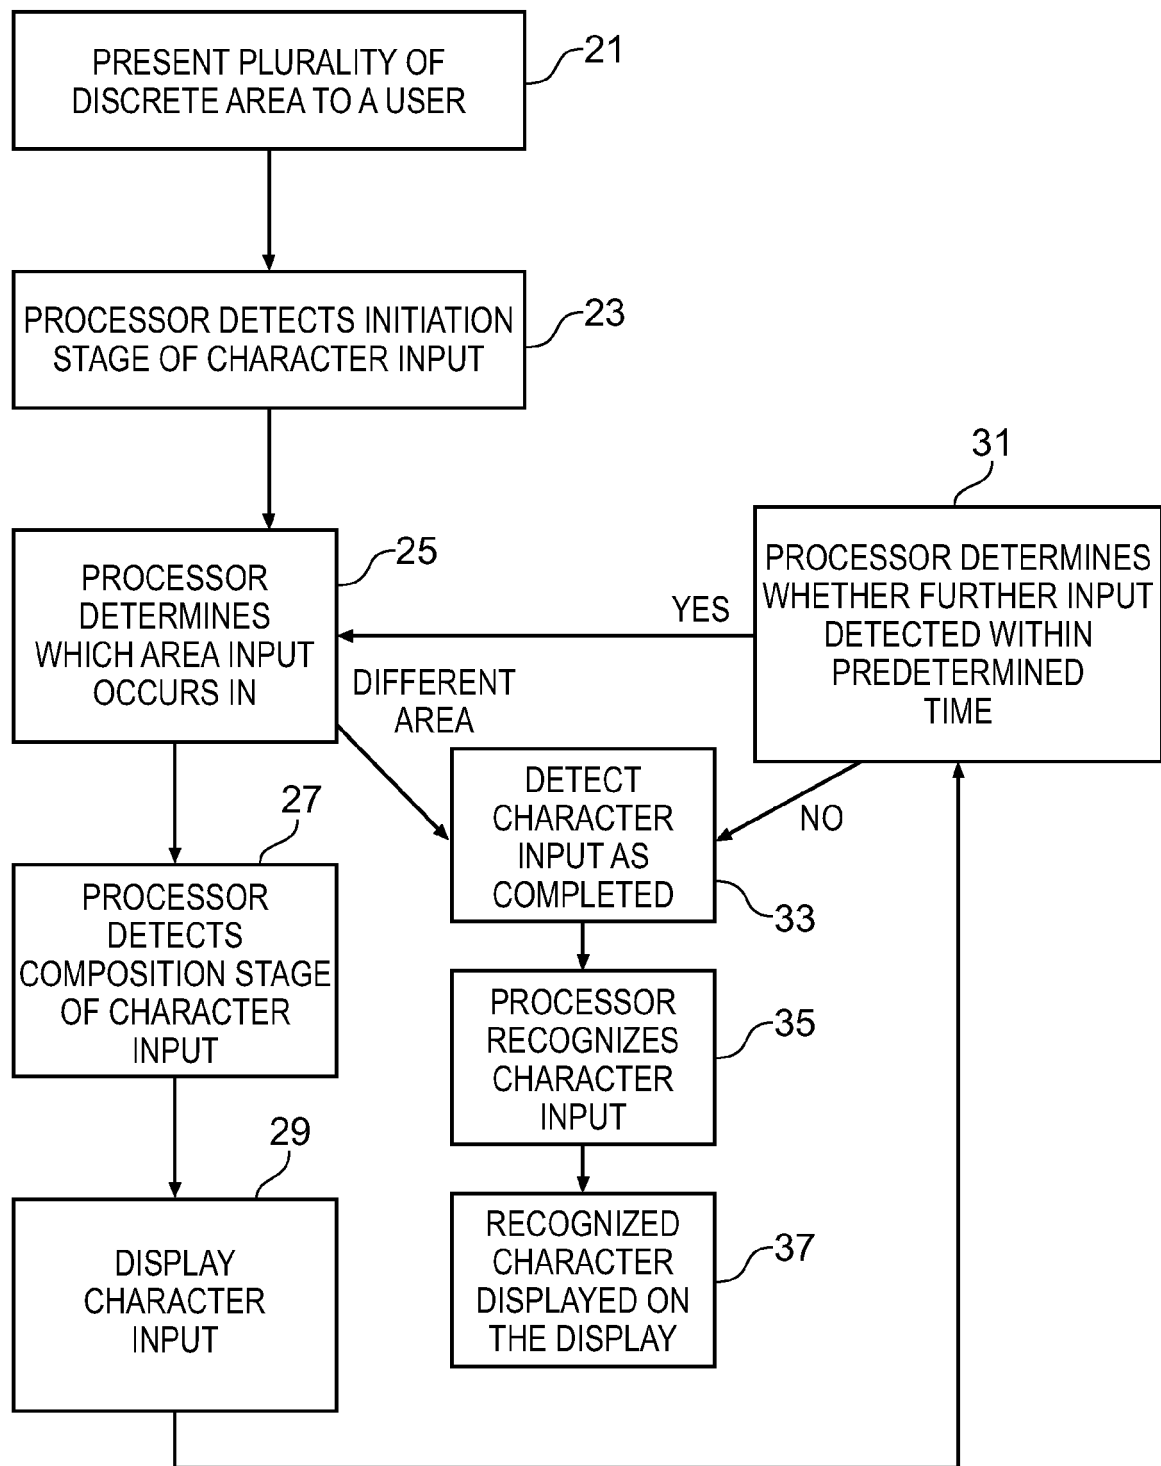 PRESENT PLURALITY OF
DISCRETE AREA TO A USER
21
PROCESSOR DETECTS INITIATION
STAGE OF CHARACTER INPUT
23
PROCESSOR
DETERMINES
WHICH AREA INPUT
OCCURS IN
25
31
PROCESSOR DETERMINES
WHETHER FURTHER INPUT
DETECTED WITHIN
PREDETERMINED
TIME
YES
DIFFERENT
AREA
NO
27
PROCESSOR
DETECTS
COMPOSITION STAGE
OF CHARACTER
INPUT
DETECT
CHARACTER
INPUT AS
COMPLETED
33
PROCESSOR
RECOGNIZES
CHARACTER
INPUT
35
29
DISPLAY
CHARACTER
INPUT
RECOGNIZED
CHARACTER
DISPLAYED ON
THE DISPLAY
37